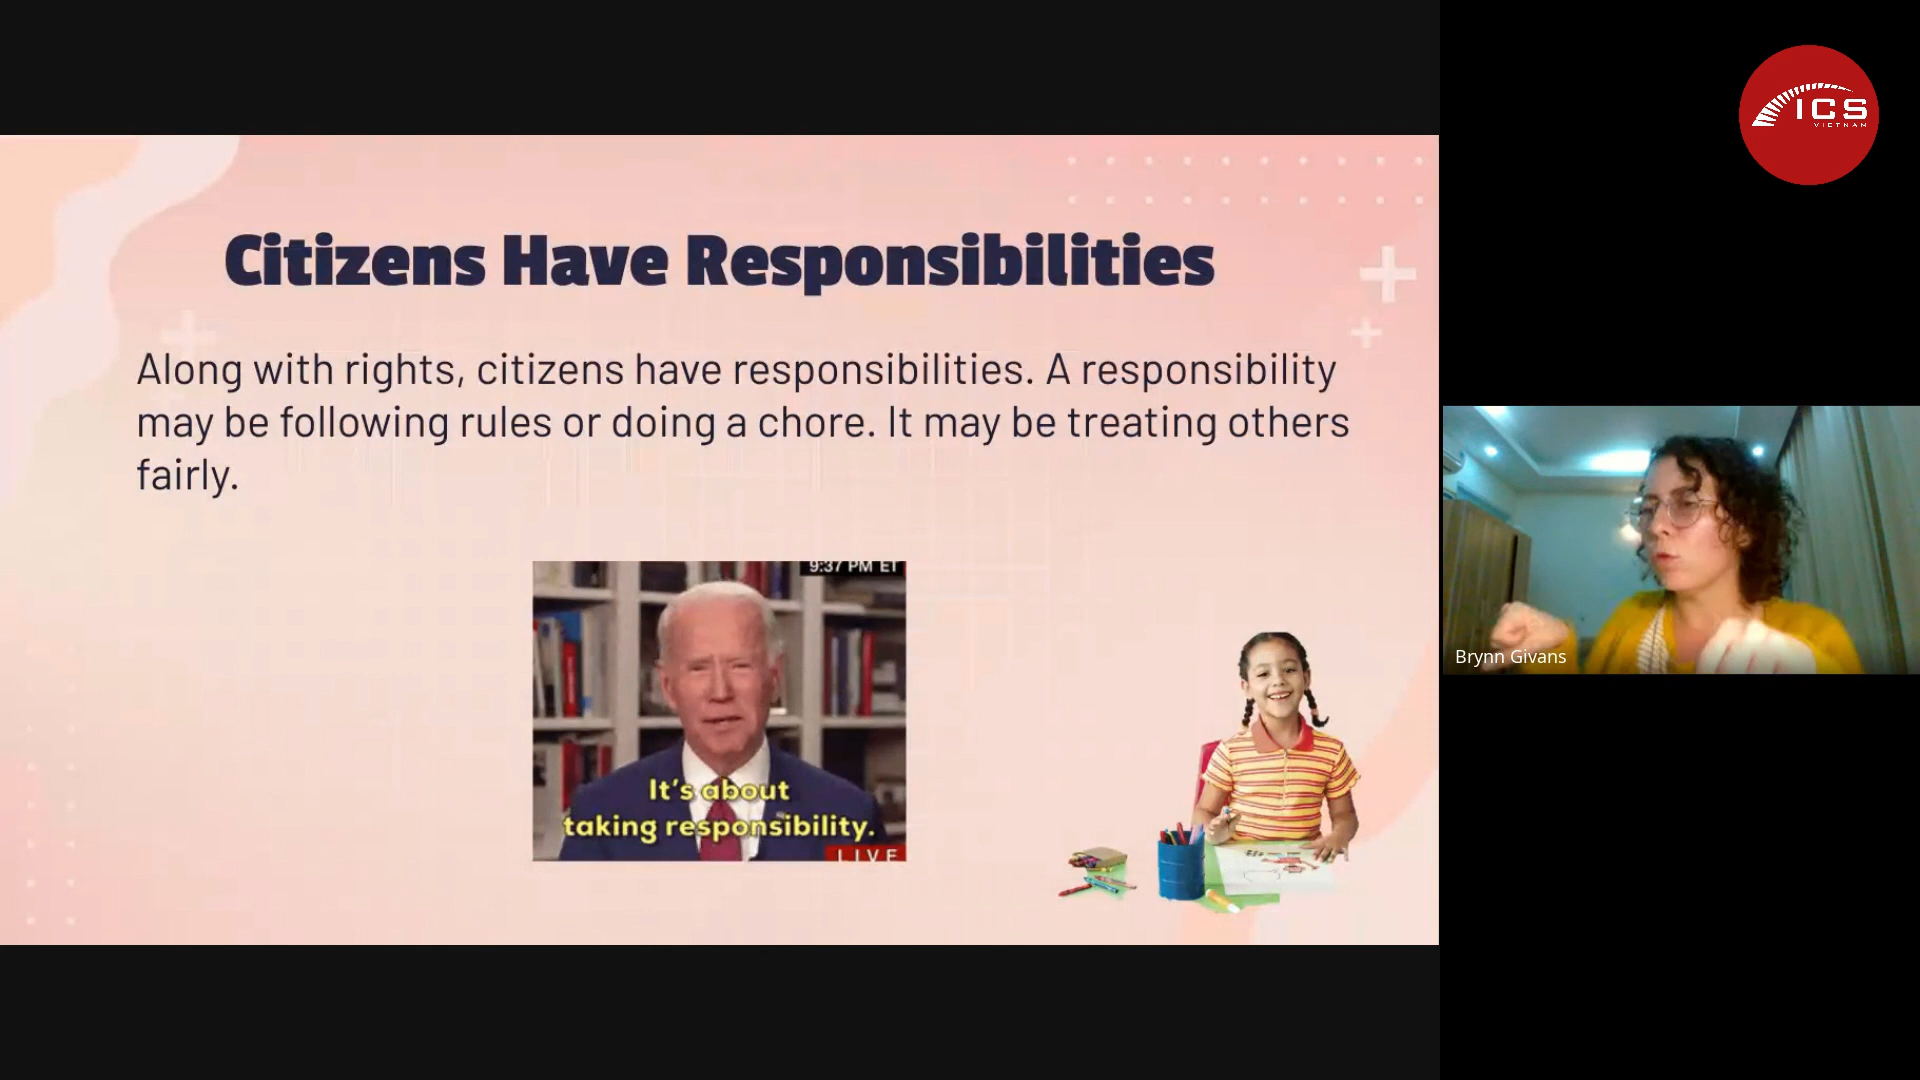 ICS
VIETNAM
Citizens Have Responsibilities
Along with rights, citizens have responsibilities. A responsibility
may be following rules or doing a chore. It may be treating others
fairly.
9:37 PM ET
It's about
taking responsibility.
LIVE
Brynn Givans